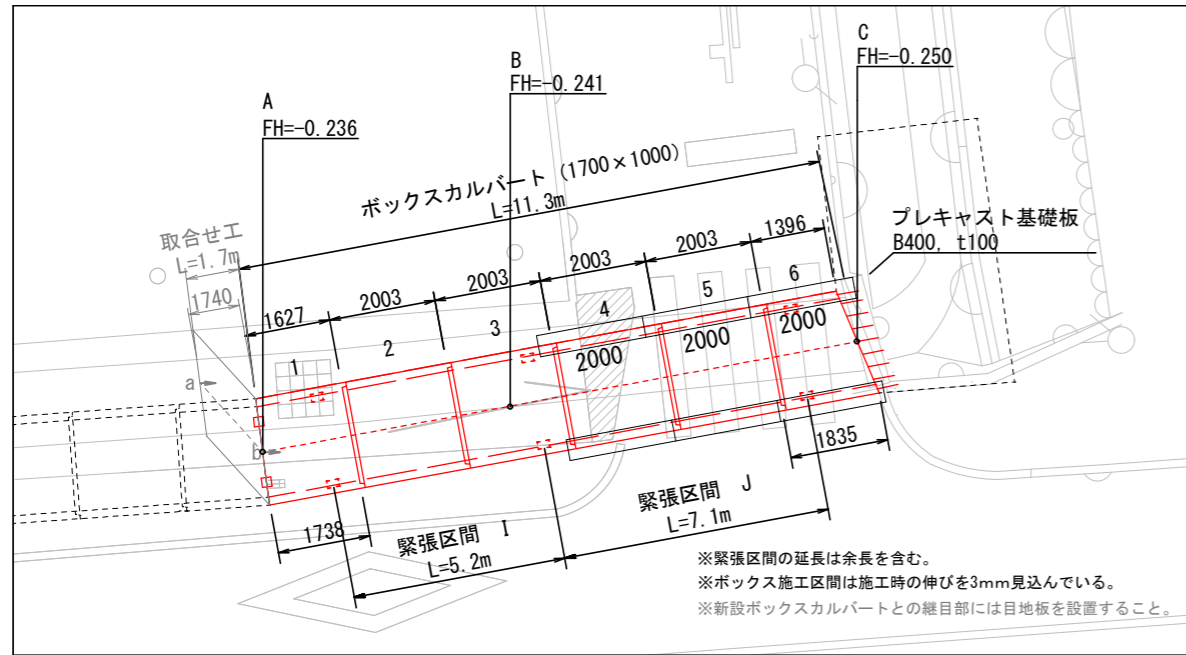 A
FH=-0.236
B
FH=-0.241
C
FH=-0.250
ボックスカルバート (1700×1000)
L=11.3m
取合せ工
L=1.7m
1740
プレキャスト基礎板
B400, t100
1627
2003
2003
2003
2003
1396
1
2
3
4
5
6
2000
2000
2000
a
b
1738
1835
緊張区間 I
L=5.2m
緊張区間 J
L=7.1m
※緊張区間の延長は余長を含む。
※ボックス施工区間は施工時の伸びを3mm見込んでいる。
※新設ボックスカルバートとの継目部には目地板を設置すること。